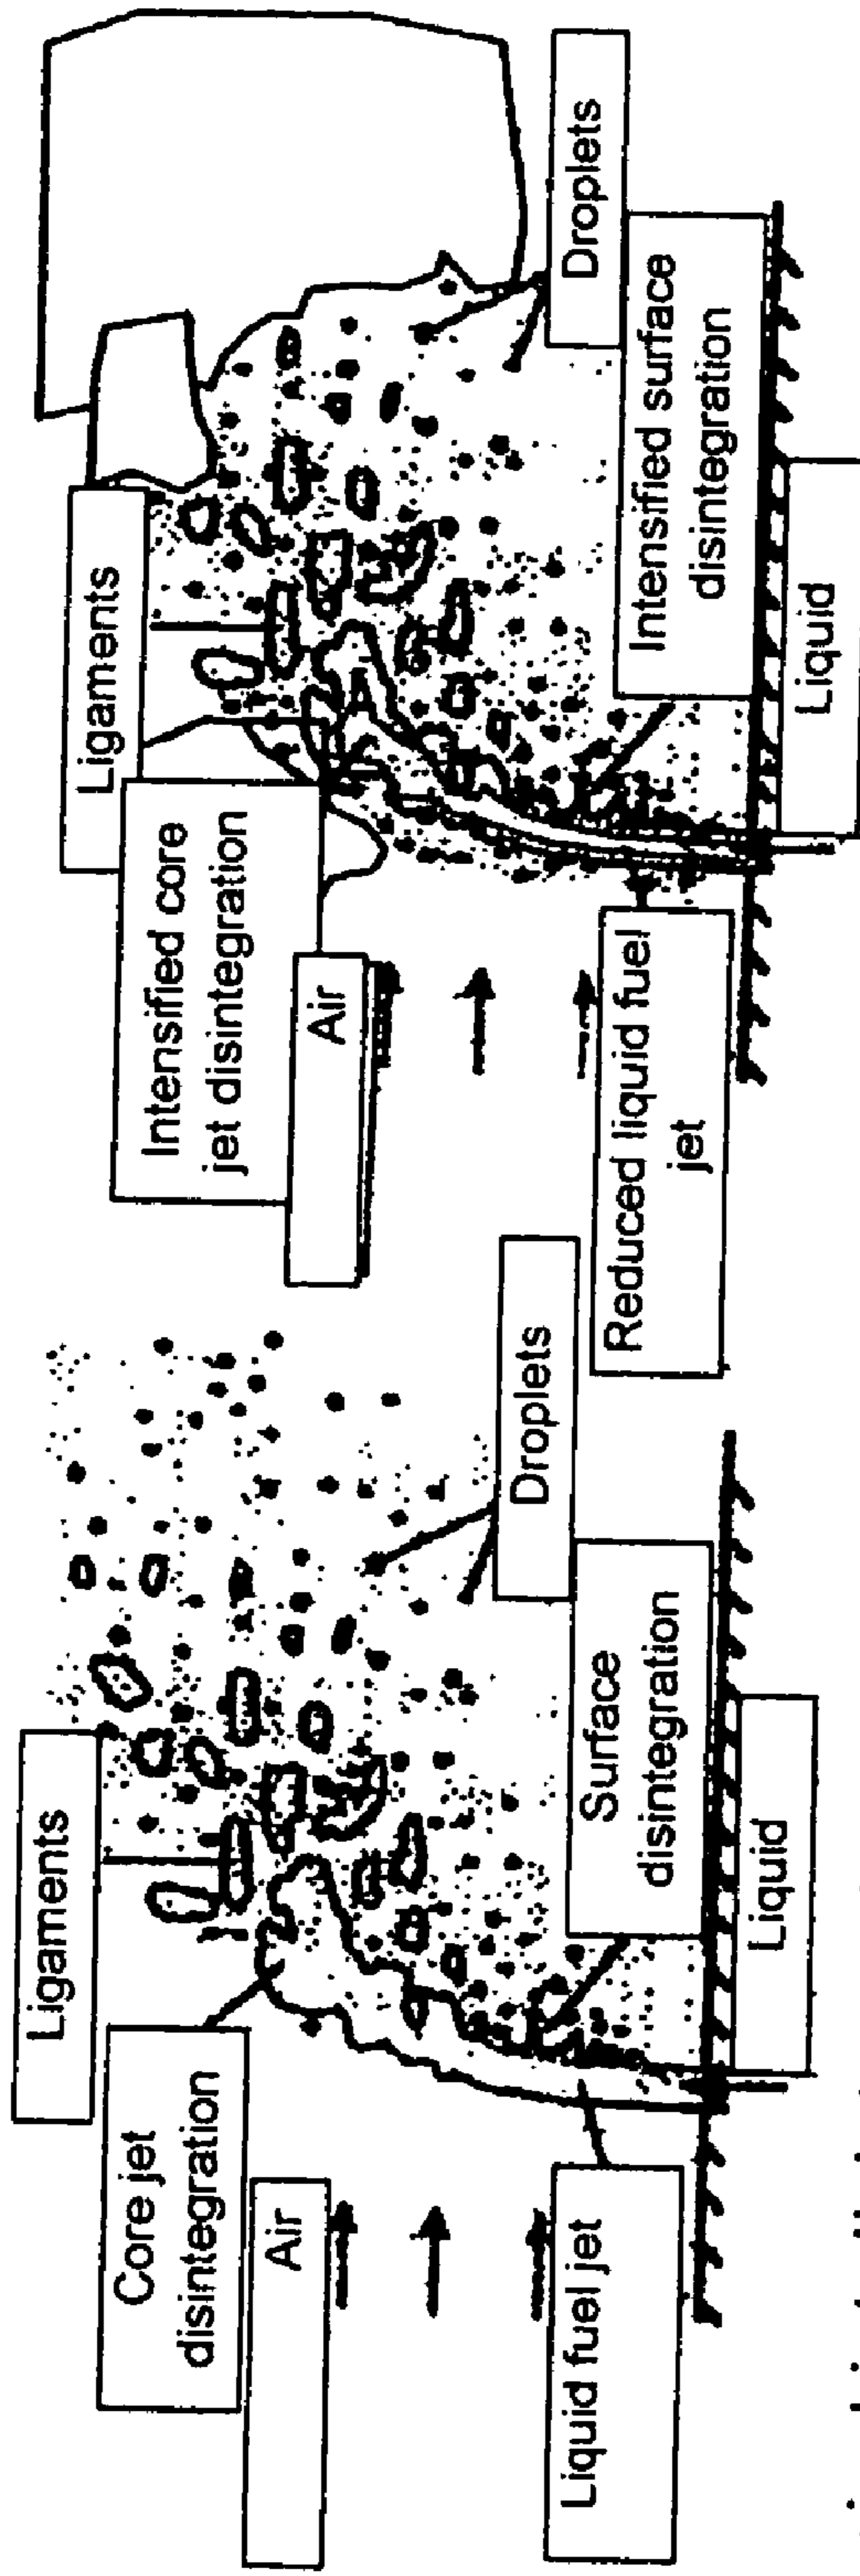 Ligaments
Core jet
disintegration
Air
Liquid fuel jet
Droplets
Surface
disintegration
Liquid
Ligaments
Intensified core
jet disintegration
Air
Reduced liquid fuel
jet
Droplets
Intensified surface
disintegration
Liquid